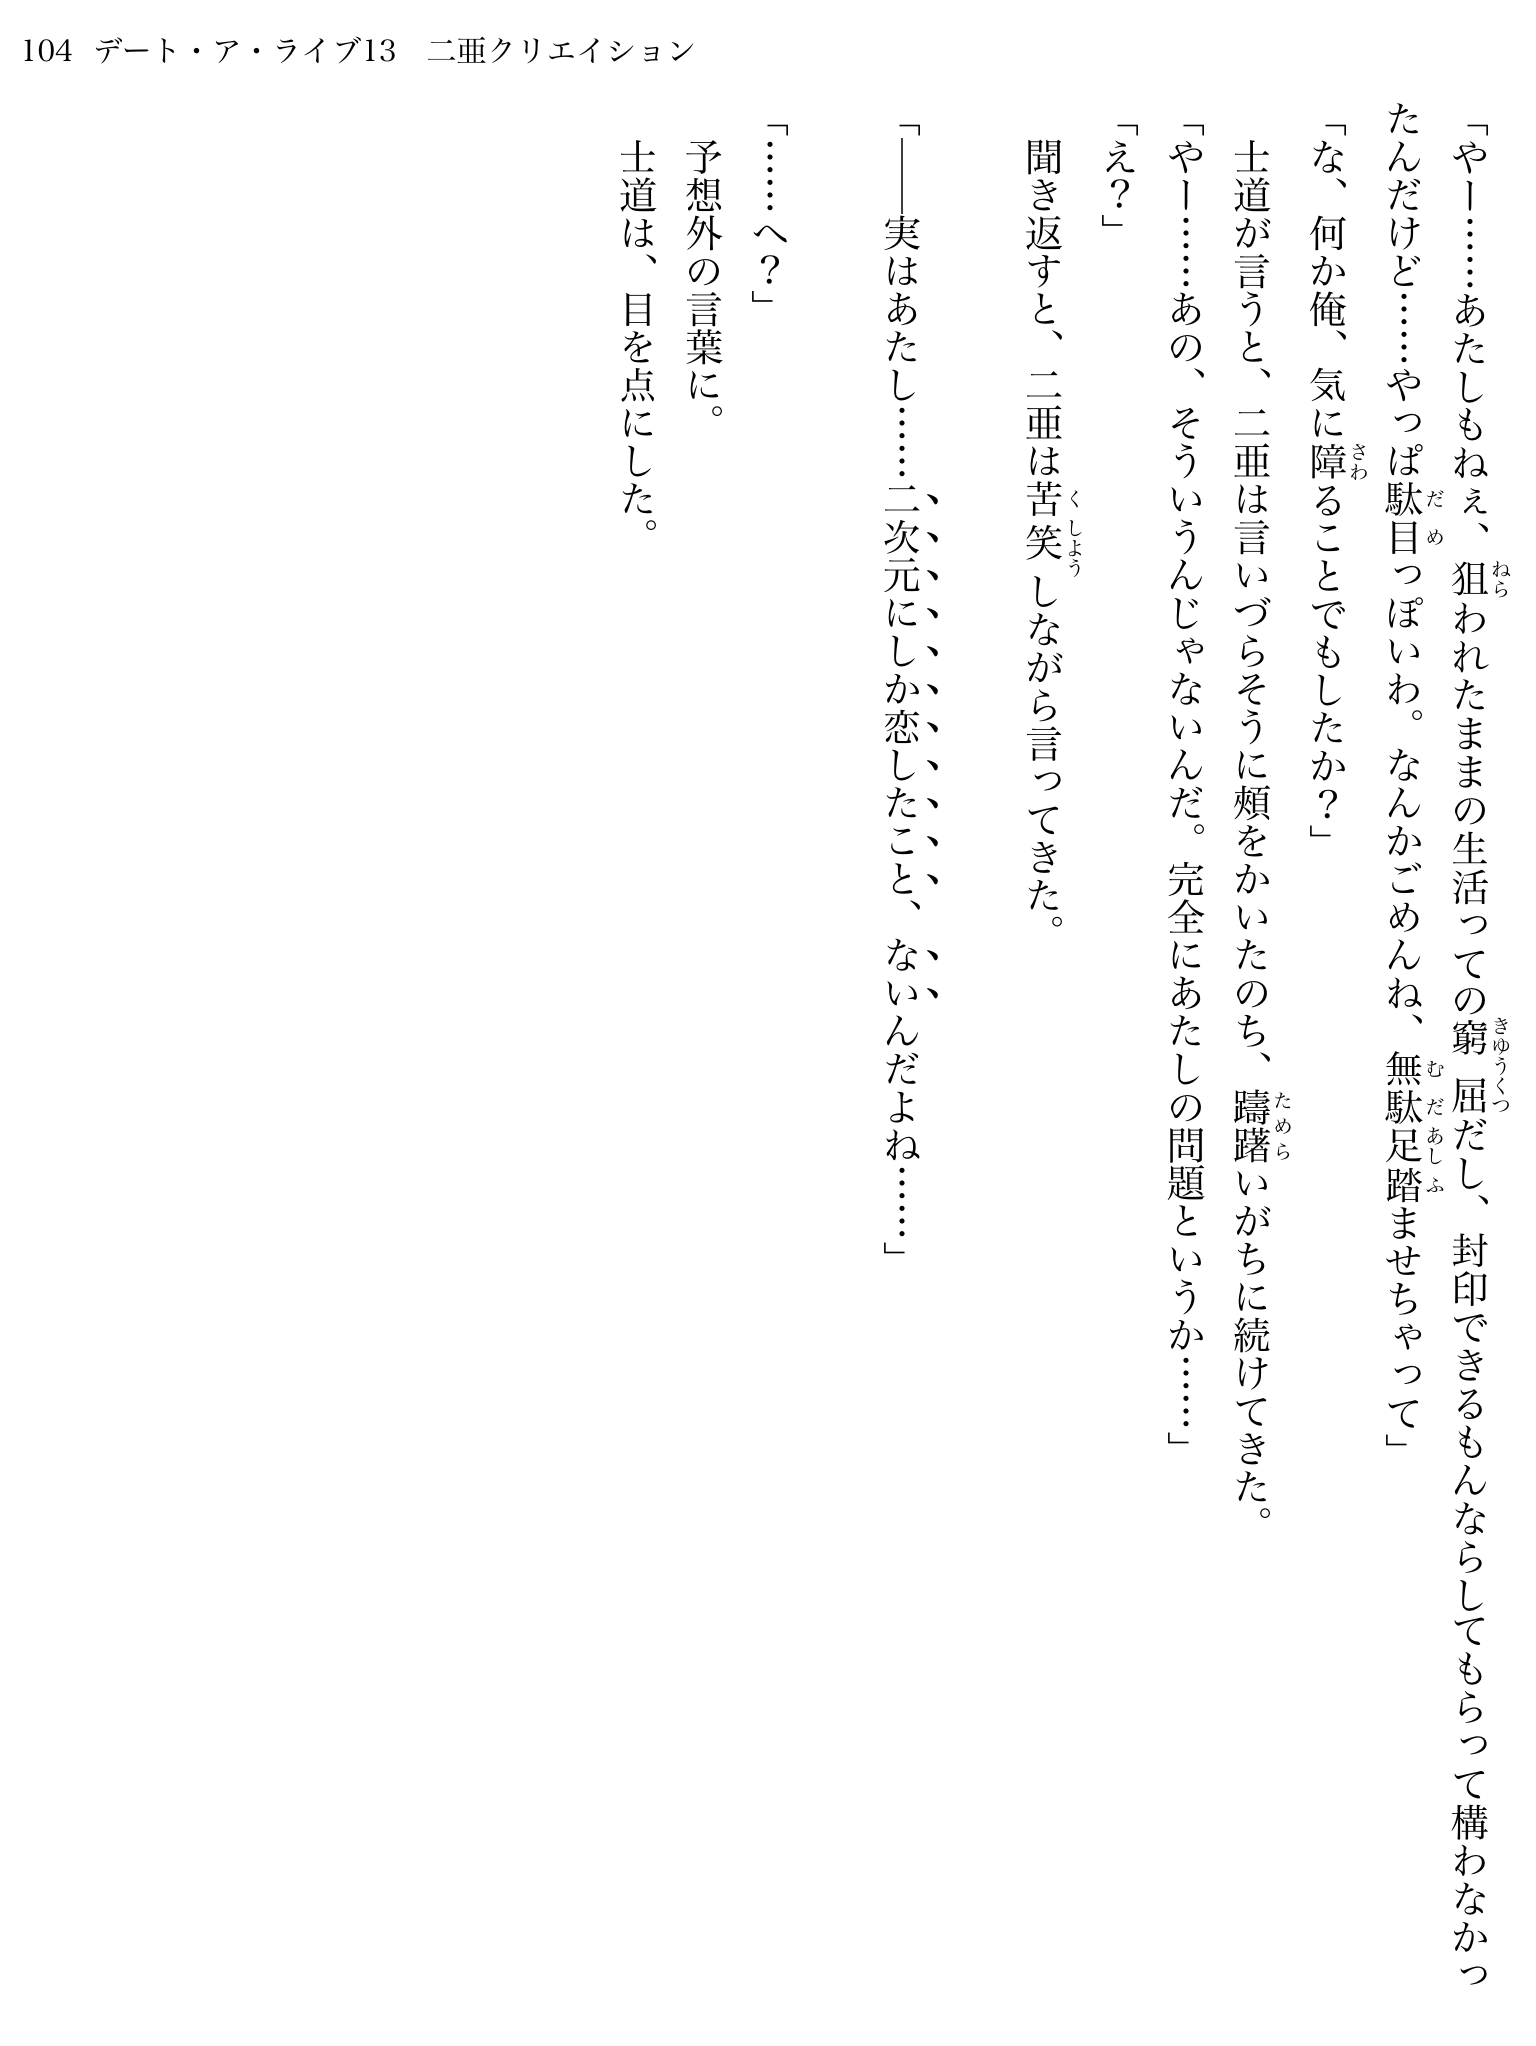 104 デート・ア・ライブ13　二亜クリエイション
「やー……あたしもねぇ、狙われたままの生活っての窮屈だし、封印できるもんならしてもらって構わなかっ
たんだけど……やっぱ駄目っぽいわ。なんかごめんね、無駄足踏ませちゃって」
「な、何か俺、気に障ることでもしたか？」
　士道が言うと、二亜は言いづらそうに頰をかいたのち、躊躇いがちに続けてきた。
「やー……あの、そういうんじゃないんだ。完全にあたしの問題というか……」
「え？」
　聞き返すと、二亜は苦笑しながら言ってきた。
「――実はあたし……二次元にしか恋したこと、ないんだよね……」
「……へ？」
　予想外の言葉に。
　士道は、目を点にした。